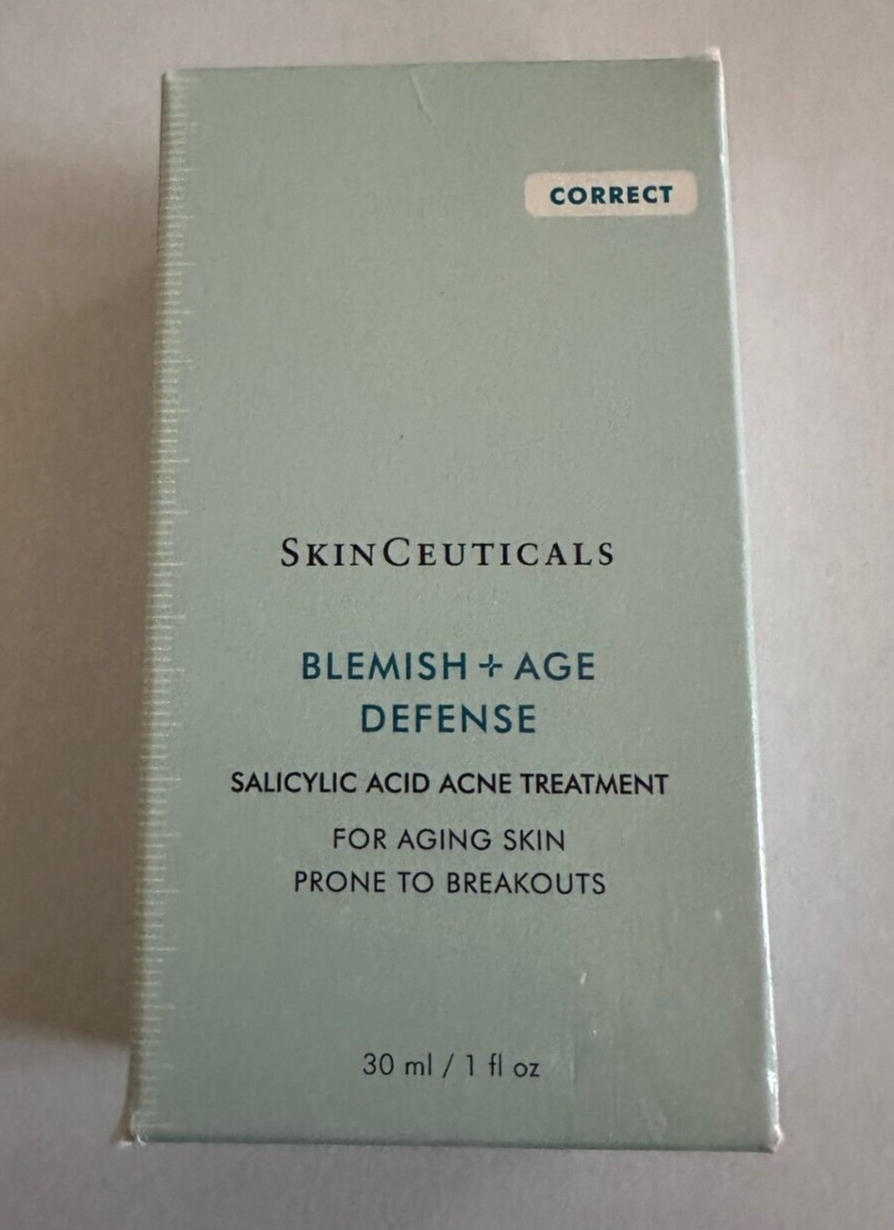 CORRECT
SKINCEUTICALS
BLEMISH + AGE
DEFENSE
SALICYLIC ACID ACNE TREATMENT
FOR AGING SKIN
PRONE TO BREAKOUTS
30 ml / 1 fl oz